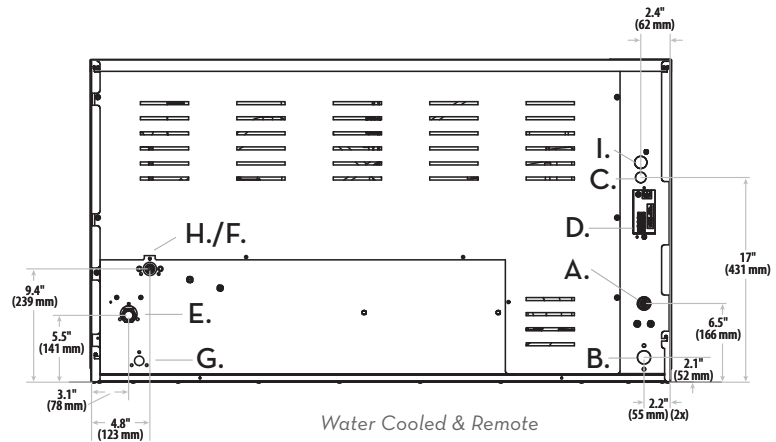 2.4"
(62 mm)
I.
C.
D.
H./F.
17"
(431 mm)
A.
9.4"
(239 mm)
E.
6.5"
(166 mm)
5.5"
(141 mm)
G.
B.
2.1"
(52 mm)
3.1"
(78 mm)
2.2"
(55 mm) (2x)
4.8"
(123 mm)
Water Cooled & Remote